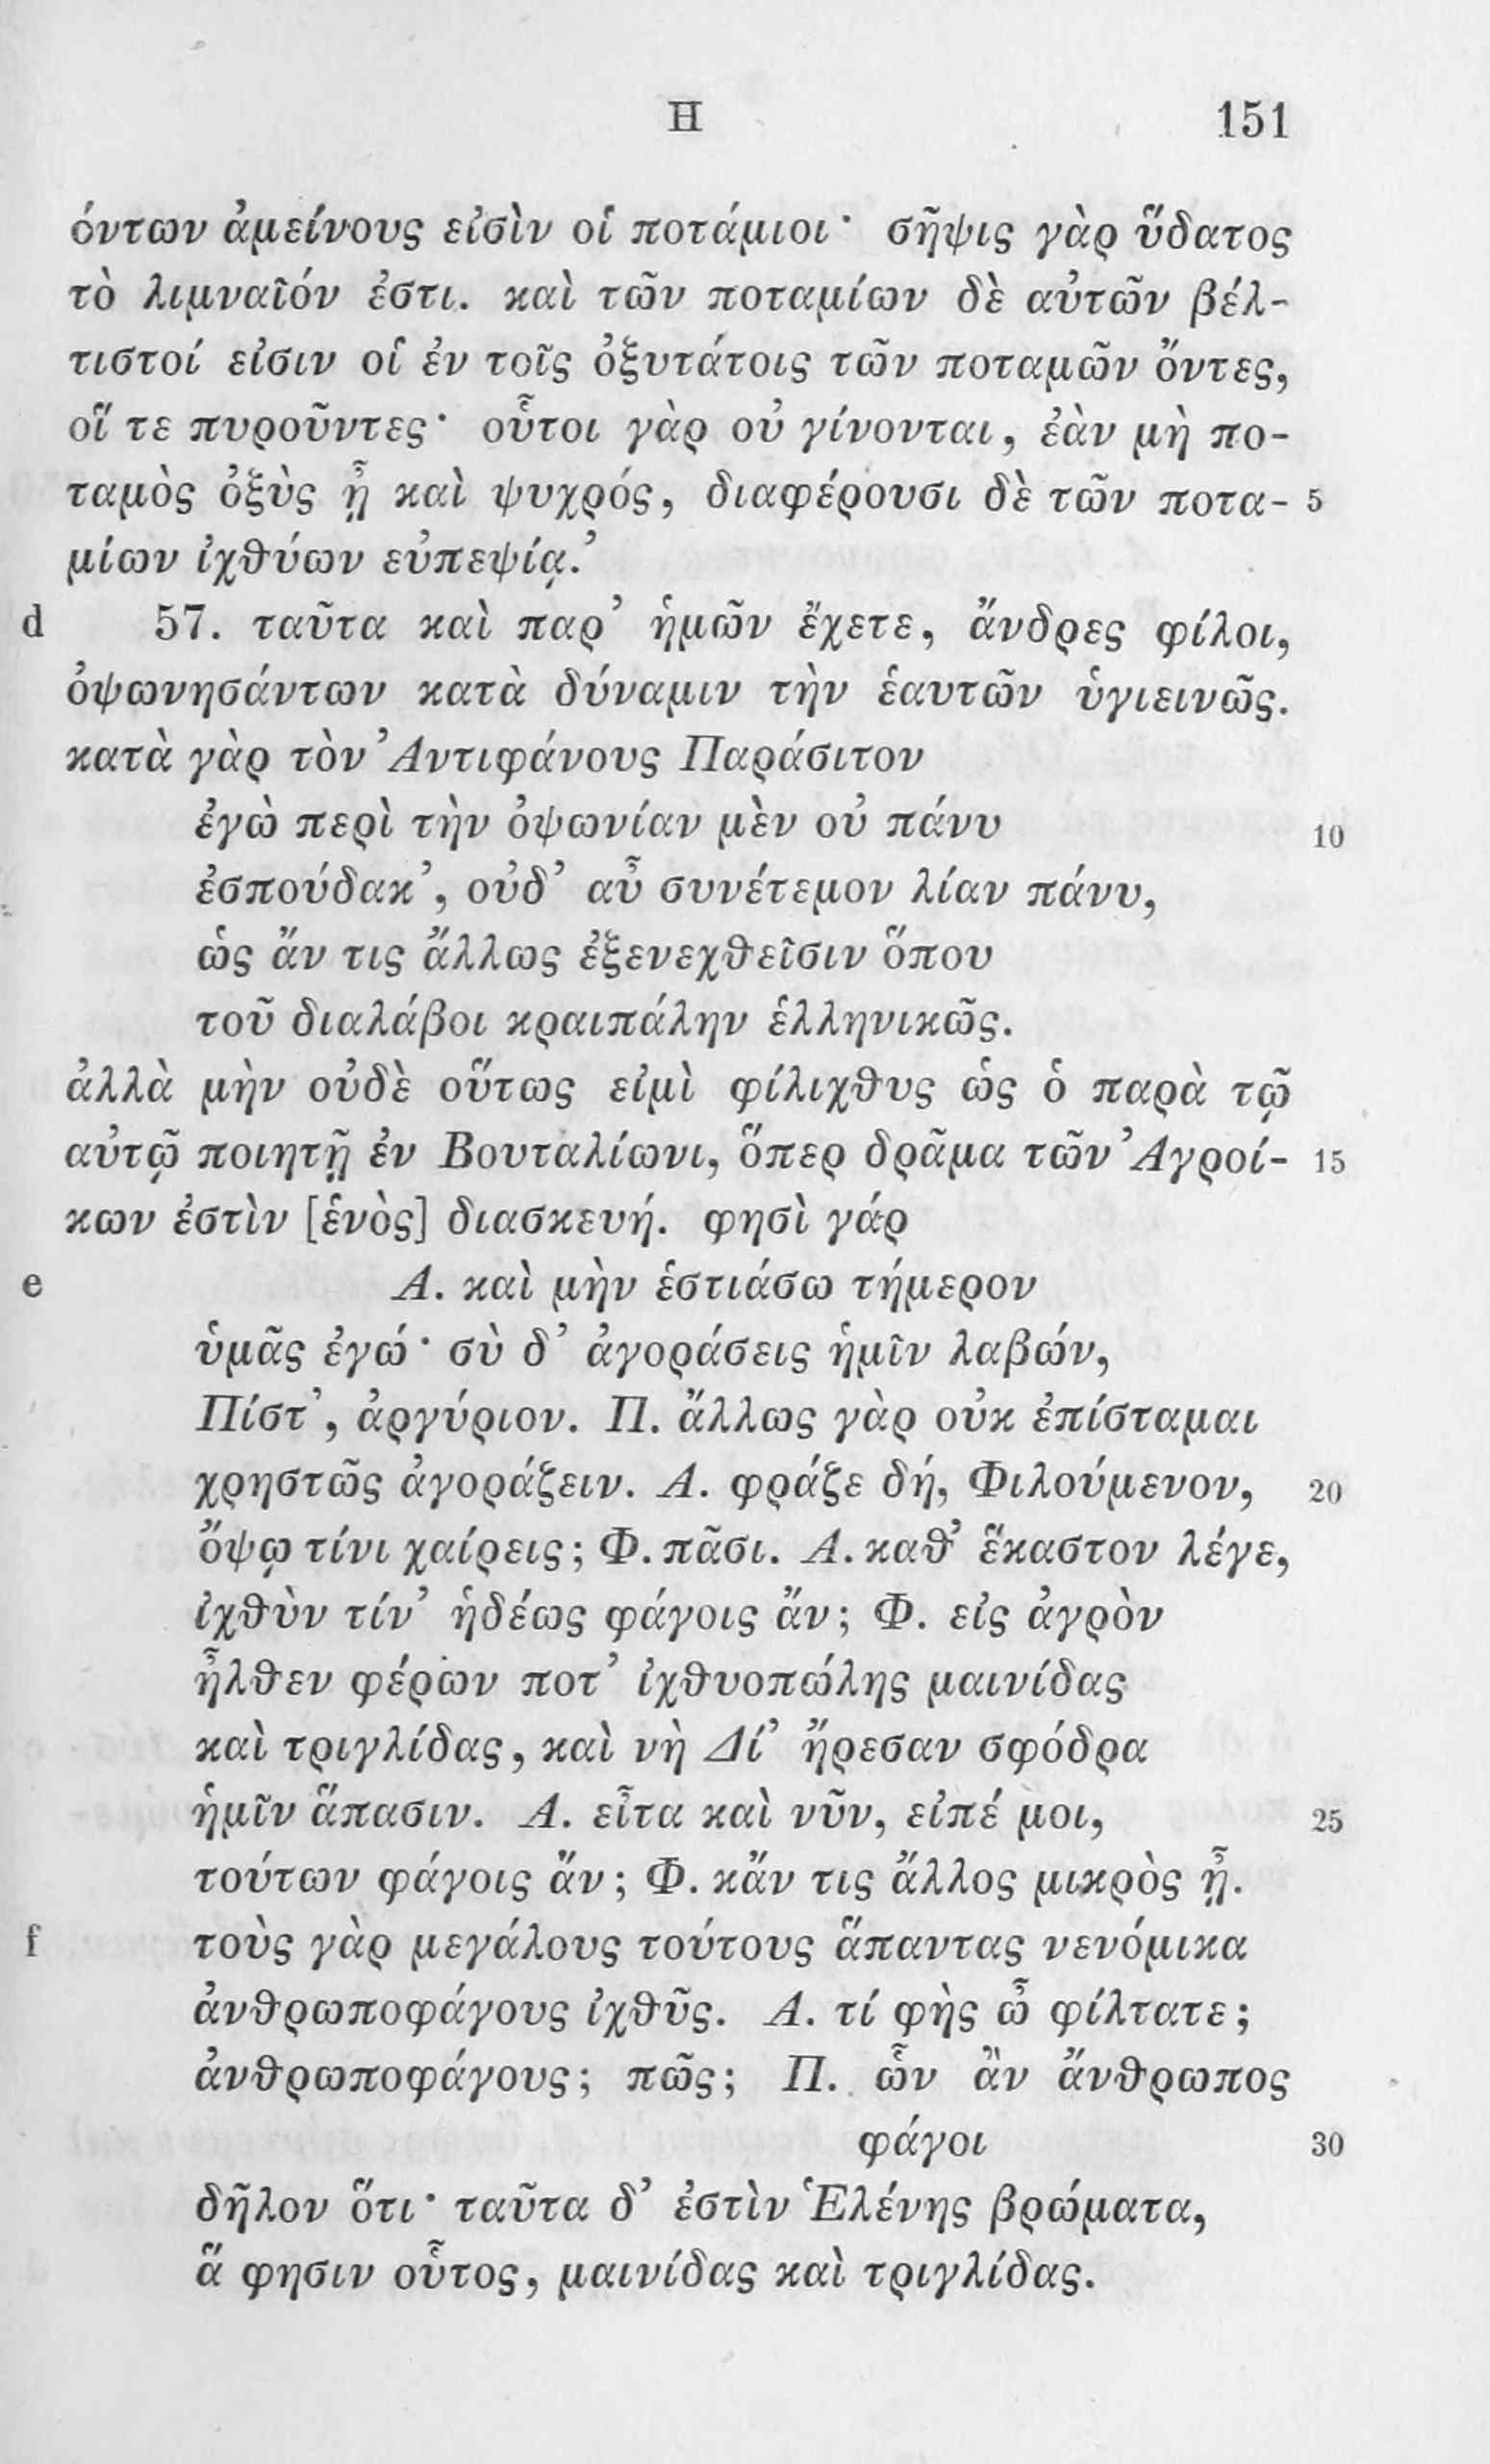 H 151
όντων ἀμείνους εἰσὶν οἱ ποτάμιοι· σῆψις γὰρ ὕδατος
τὸ λιμναῖόν ἐστι. καὶ τῶν ποταμίων δὲ αὐτῶν βέλ-
τιστοί εἰσιν οἱ ἐν τοῖς ὀξυτάτοις τῶν ποταμῶν ὄντες,
οἵ τε πυροῦντες· οὗτοι γὰρ οὐ γίνονται, ἐὰν μὴ πο-
ταμὸς ὀξὺς ᾖ καὶ ψυχρός, διαφέρουσι δὲ τῶν ποτα- 5
μίων ἰχθύων εὐπεψίᾳ.’
d 57. ταῦτα καὶ παρ’ ἡμῶν ἔχετε, ἄνδρες φίλοι,
ὀψωνησάντων κατὰ δύναμιν τὴν ἑαυτῶν ὑγιεινῶς.
κατὰ γὰρ τὸν Ἀντιφάνους Παράσιτον
ἐγὼ περὶ τὴν ὀψωνίαν μὲν οὐ πάνυ 10
ἐσπούδακ’, οὐδ’ αὖ συνέτεμον λίαν πάνυ,
ὡς ἄν τις ἄλλως ἐξενεχθεῖσιν ὅπου
τοῦ διαλάβοι κραιπάλην ἑλληνικῶς.
ἀλλὰ μὴν οὐδὲ οὕτως εἰμὶ φίλιχθυς ὡς ὁ παρὰ τῷ
αὐτῷ ποιητῇ ἐν Βουταλίωνι, ὅπερ δρᾶμα τῶν Ἀγροί- 15
κων ἐστὶν [ἑνὸς] διασκευή. φησὶ γάρ
e Α. καὶ μὴν ἑστιάσω τήμερον
ὑμᾶς ἐγώ· σὺ δ’ ἀγοράσεις ἡμῖν λαβών,
Πίστ’, ἀργύριον. Π. ἄλλως γὰρ οὐκ ἐπίσταμαι
χρηστῶς ἀγοράζειν. Α. φράζε δή, Φιλούμενον, 20
ὄψῳ τίνι χαίρεις; Φ. πᾶσι. Α. καθ’ ἕκαστον λέγε,
ἰχθὺν τίν’ ἡδέως φάγοις ἄν; Φ. εἰς ἀγρὸν
ἦλθεν φέρων ποτ’ ἰχθυοπώλης μαινίδας
καὶ τριγλίδας, καὶ νὴ Δί’ ἤρεσαν σφόδρα
ἡμῖν ἅπασιν. Α. εἶτα καὶ νῦν, εἰπέ μοι, 25
τούτων φάγοις ἄν; Φ. κἄν τις ἄλλος μικρὸς ᾖ.
f τοὺς γὰρ μεγάλους τούτους ἅπαντας νενόμικα
ἀνθρωποφάγους ἰχθῦς. Α. τί φὴς ὦ φίλτατε;
ἀνθρωποφάγους; πῶς; Π. ὧν ἂν ἄνθρωπος
φάγοι 30
δῆλον ὅτι· ταῦτα δ’ ἐστὶν Ἑλένης βρώματα,
ἅ φησιν οὗτος, μαινίδας καὶ τριγλίδας.